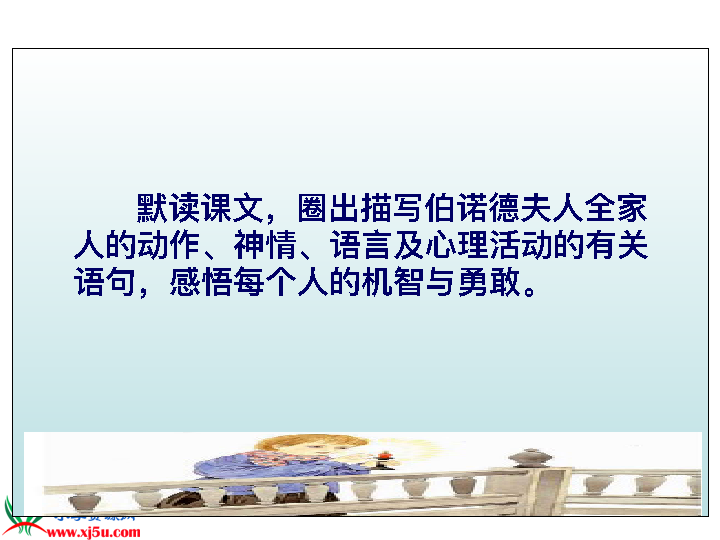 默读课文，圈出描写伯诺德夫人全家
人的动作、神情、语言及心理活动的有关
语句，感悟每个人的机智与勇敢。
www.xj5u.com